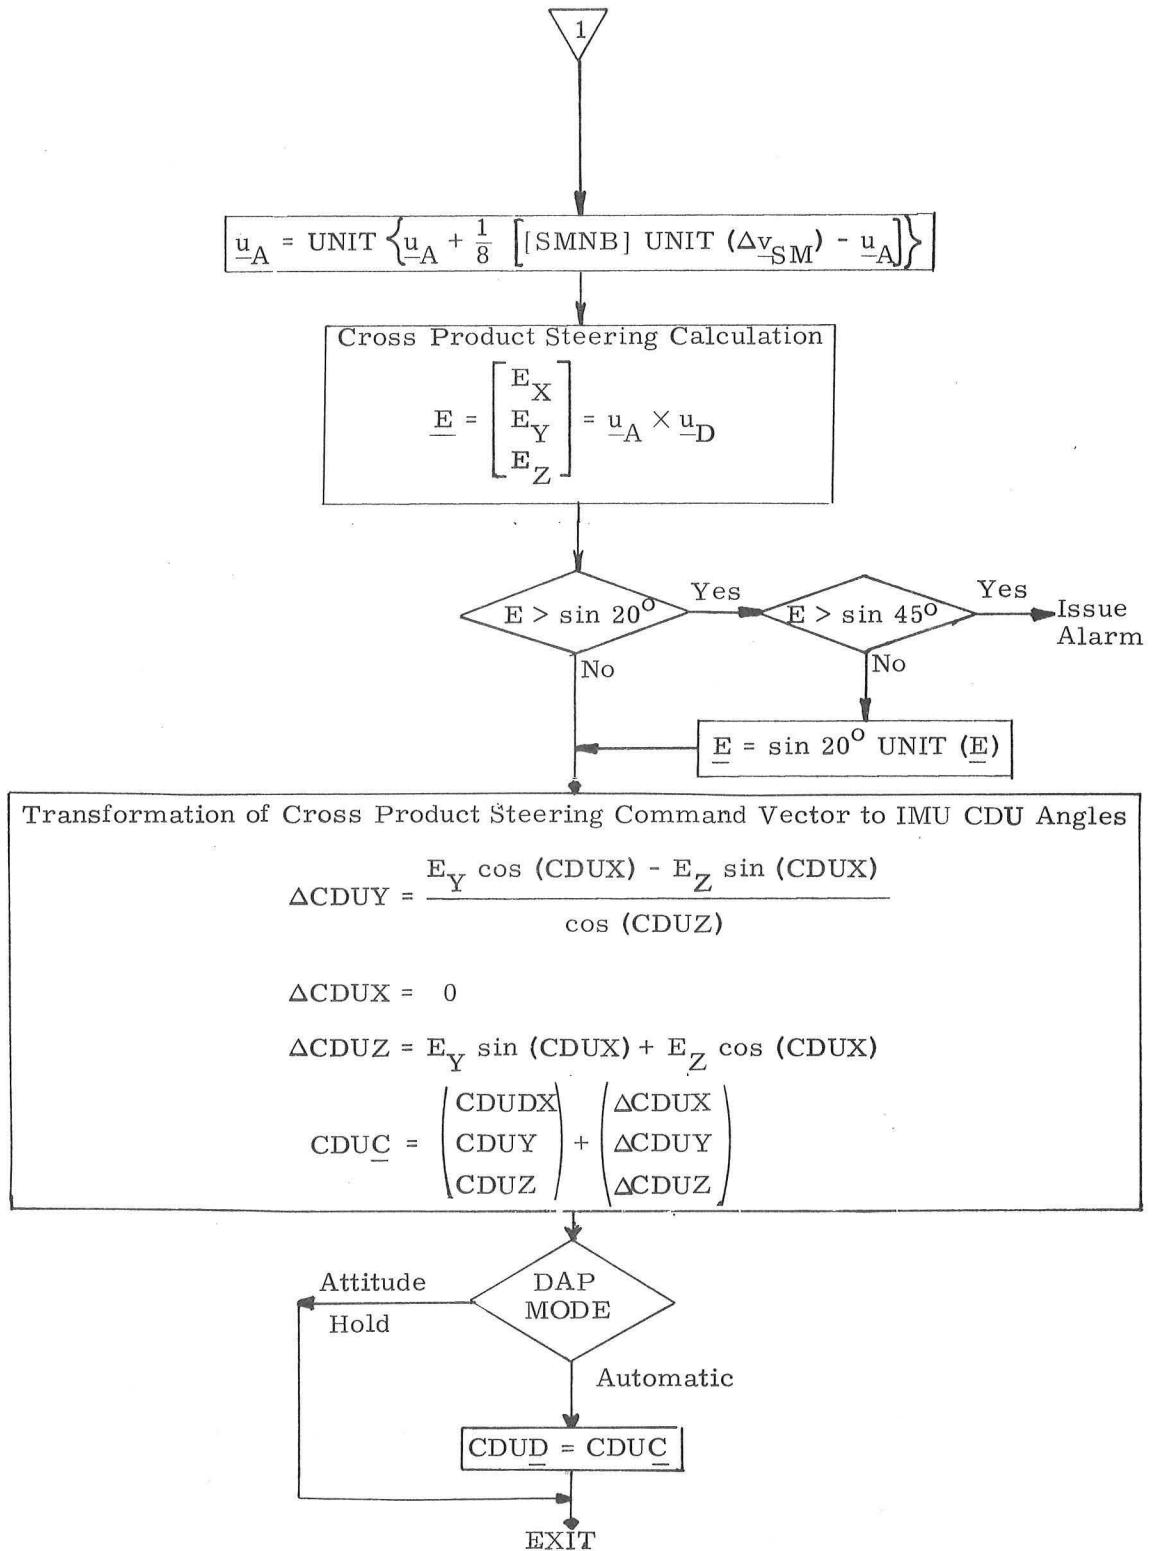 1
u_A = UNIT {u_A + 1/8 [[SMNB] UNIT (Δv_SM) - u_A]}
Cross Product Steering Calculation
E = [E_X E_Y E_Z] = u_A × u_D
E > sin 20°
Yes
E > sin 45°
Yes
Issue
Alarm
No
No
E = sin 20° UNIT (E)
Transformation of Cross Product Steering Command Vector to IMU CDU Angles
ΔCDUY = E_Y cos (CDUX) - E_Z sin (CDUX)
cos (CDUZ)
ΔCDUX = 0
ΔCDUZ = E_Y sin (CDUX) + E_Z cos (CDUX)
CDUC = (CDUDX CDUY CDUZ) + (ΔCDUX ΔCDUY ΔCDUZ)
Attitude
Hold
DAP
MODE
Automatic
CDUD = CDUC
EXIT